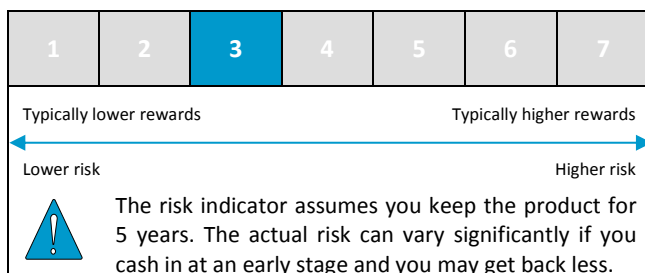 1 2 3 4 5 6 7
Typically lower rewards Typically higher rewards
Lower risk Higher risk
The risk indicator assumes you keep the product for
5 years. The actual risk can vary significantly if you
cash in at an early stage and you may get back less.